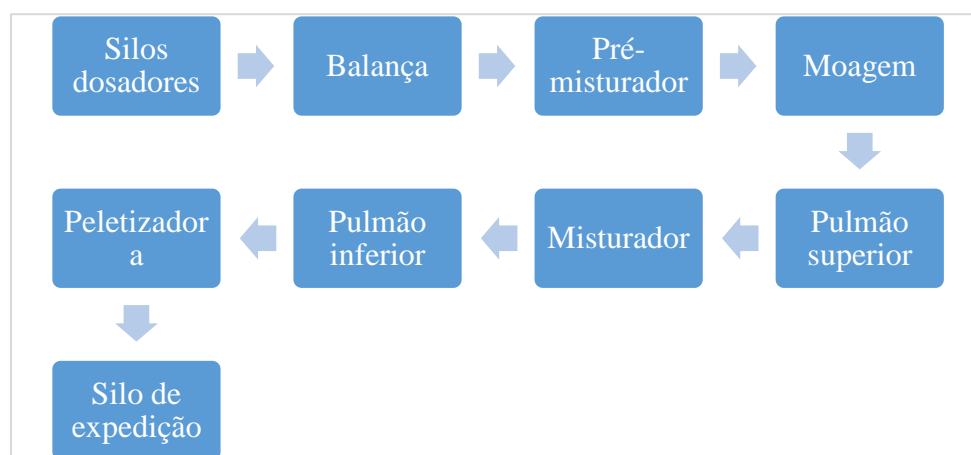 Silos
dosadores
Balança
Pré-
misturador
Moagem
Pulmão
superior
Misturador
Pulmão
inferior
Peletizador
a
Silo de
expedição